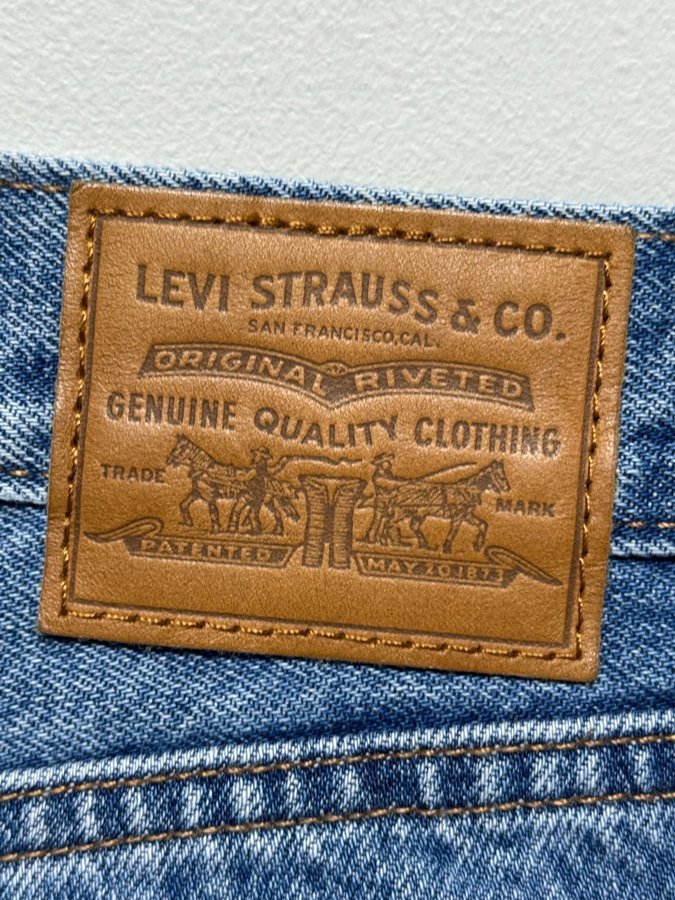 LEVI STRAUSS & CO.
SAN FRANCISCO, CAL.
ORIGINAL RIVETED
GENUINE QUALITY CLOTHING
TRADE MARK
PATENTED MAY 20.1873